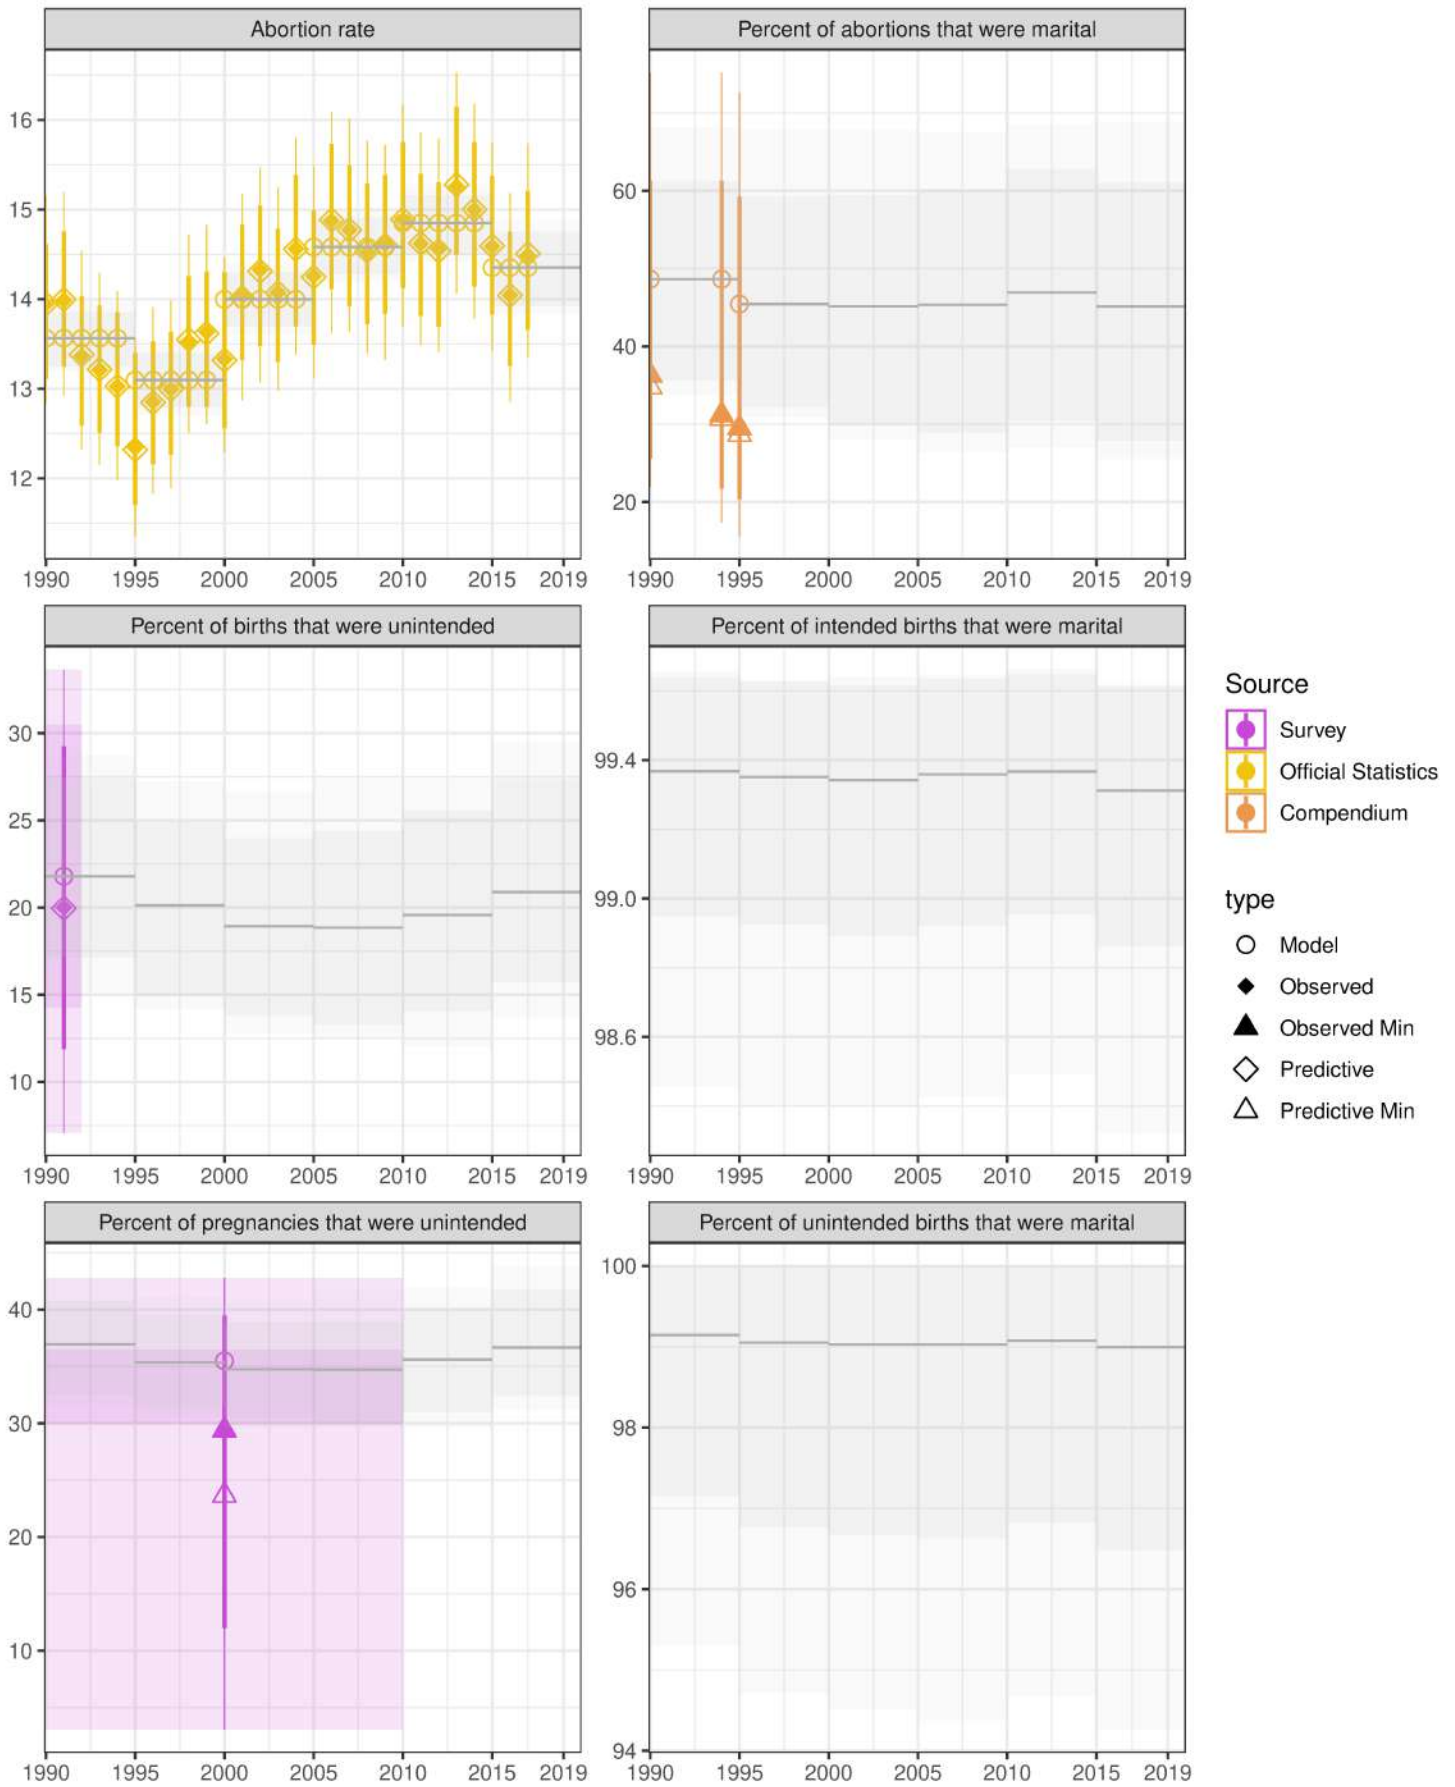 Abortion rate
16
15
14
13
12
1990 1995 2000 2005 2010 2015 2019
Percent of abortions that were marital
60
40
20
1990 1995 2000 2005 2010 2015 2019
Percent of births that were unintended
30
25
20
15
10
1990 1995 2000 2005 2010 2015 2019
Percent of intended births that were marital
99.4
99.0
98.6
1990 1995 2000 2005 2010 2015 2019
Percent of pregnancies that were unintended
40
30
20
10
1990 1995 2000 2005 2010 2015 2019
Percent of unintended births that were marital
100
98
96
94
1990 1995 2000 2005 2010 2015 2019
Source
Survey
Official Statistics
Compendium
type
Model
Observed
Observed Min
Predictive
Predictive Min